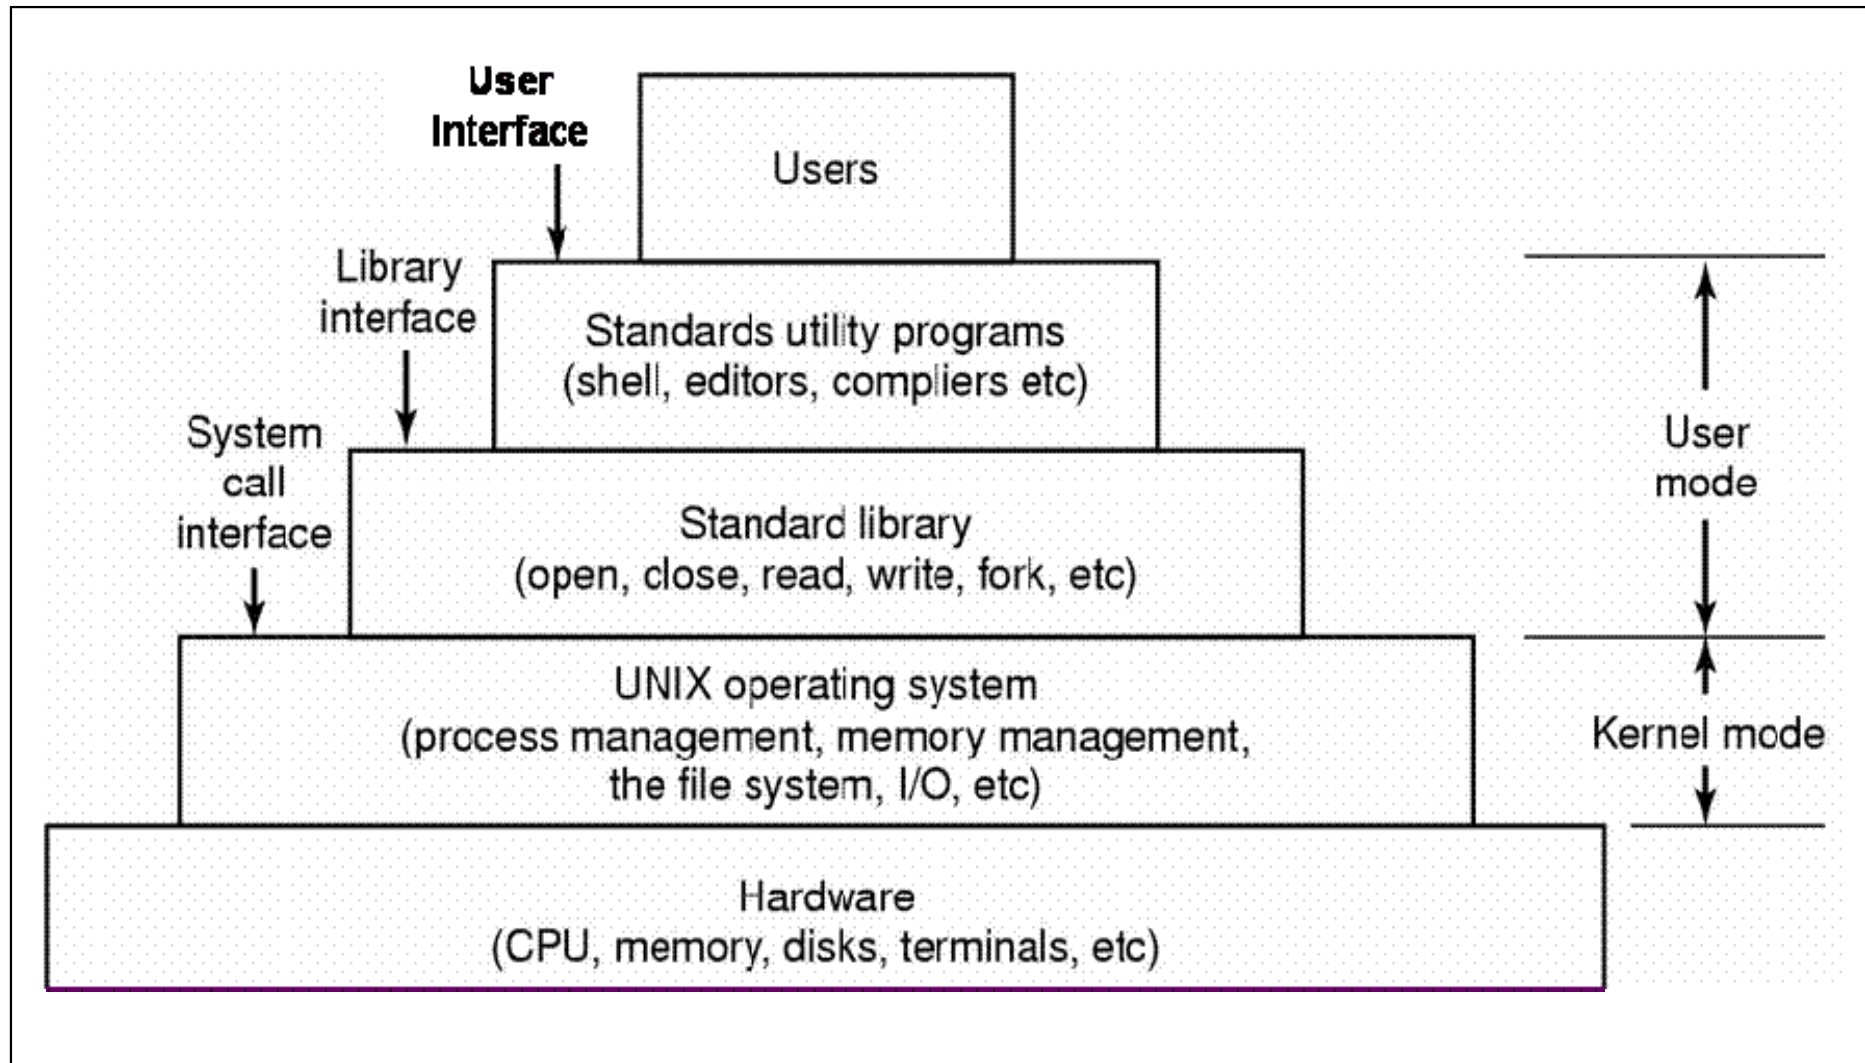 User
Interface
Users
Library
interface
Standards utility programs
(shell, editors, compliers etc)
System
call
interface
Standard library
(open, close, read, write, fork, etc)
User
mode
UNIX operating system
(process management, memory management,
the file system, I/O, etc)
Kernel mode
Hardware
(CPU, memory, disks, terminals, etc)